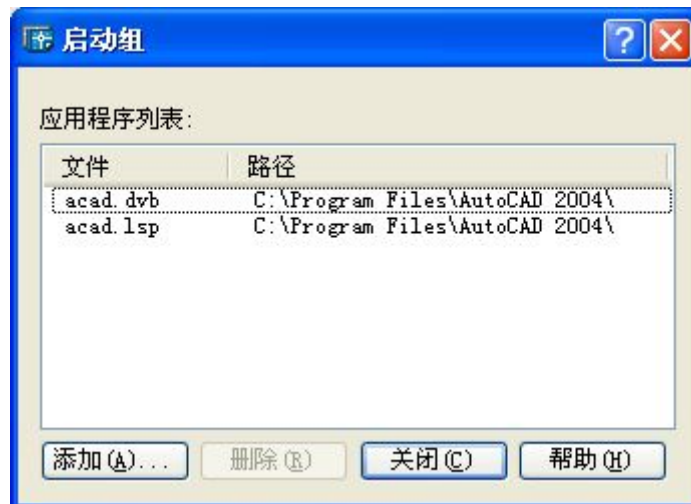 启动组
应用程序列表:
文件 路径
acad.dvb C:\Program Files\AutoCAD 2004\
acad.lsp C:\Program Files\AutoCAD 2004\
添加(A)... 删除(R) 关闭(C) 帮助(H)